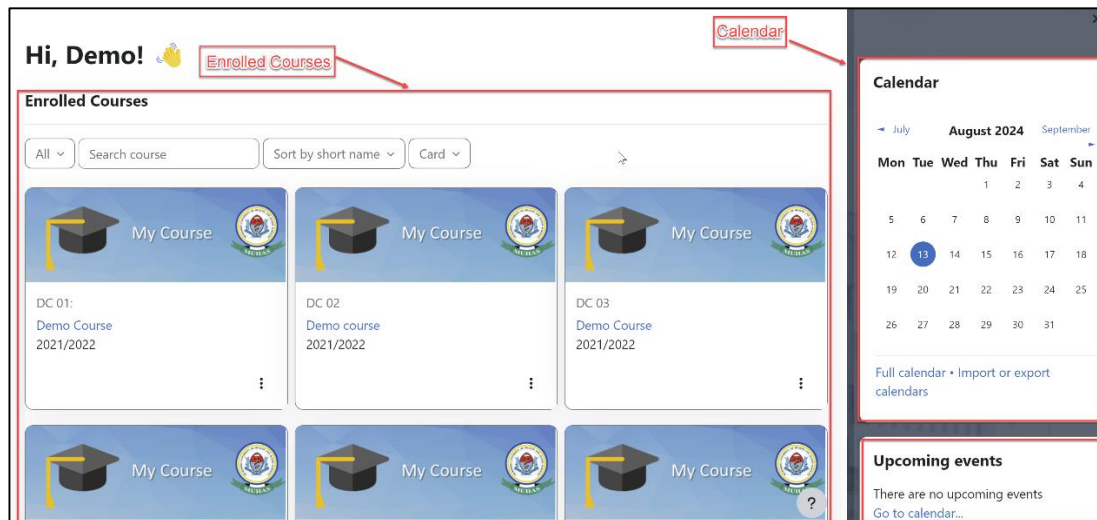 Hi, Demo! 👋
Enrolled Courses
Calendar
Enrolled Courses
All
Search course
Sort by short name
Card
My Course
MUHAS
My Course
MUHAS
My Course
MUHAS
DC 01:
Demo Course
2021/2022
DC 02
Demo course
2021/2022
DC 03
Demo Course
2021/2022
My Course
MUHAS
My Course
MUHAS
My Course
?
Calendar
◄ July August 2024 September ►
Mon Tue Wed Thu Fri Sat Sun
1 2 3 4
5 6 7 8 9 10 11
12 13 14 15 16 17 18
19 20 21 22 23 24 25
26 27 28 29 30 31
Full calendar • Import or export
calendars
Upcoming events
There are no upcoming events
Go to calendar...